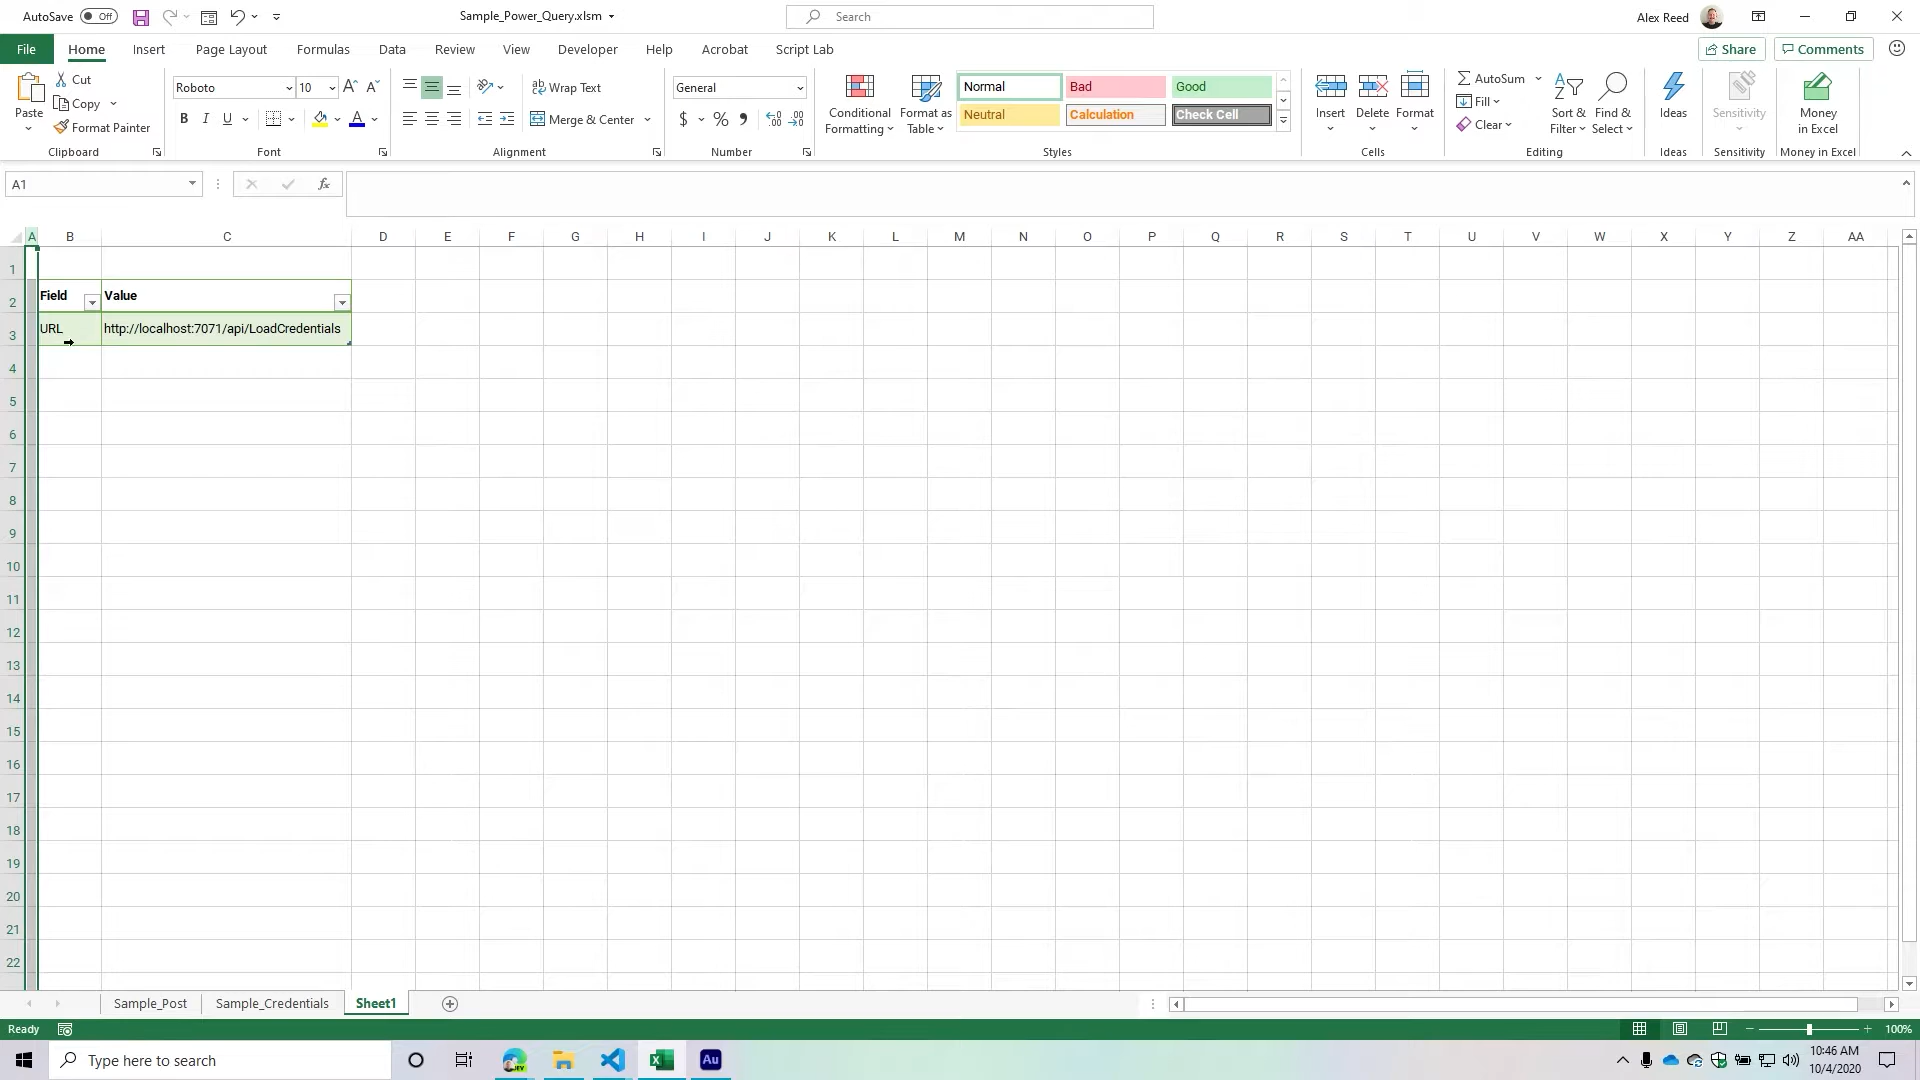 AutoSave Off Sample_Power_Query.xlsm Search Alex Reed
File Home Insert Page Layout Formulas Data Review View Developer Help Acrobat Script Lab Share Comments
Paste Cut Copy Format Painter
Clipboard
Roboto 10 A A
B I U A
Font
Wrap Text
Merge & Center
Alignment
General
$ % 9 .00
Number
Conditional Formatting
Format as Table
Normal Bad Good
Neutral Calculation Check Cell
Styles
Insert Delete Format
Cells
AutoSum
Fill
Clear
Sort & Filter
Find & Select
Editing
Ideas
Ideas
Sensitivity
Sensitivity
Money in Excel
Money in Excel
A1 fx
A B C D E F G H I J K L M N O P Q R S T U V W X Y Z AA
1
2 Field Value
3 URL http://localhost:7071/api/LoadCredentials
4
5
6
7
8
9
10
11
12
13
14
15
16
17
18
19
20
21
22
Sample_Post Sample_Credentials Sheet1
Ready 100%
Type here to search Au 10:46 AM
10/4/2020